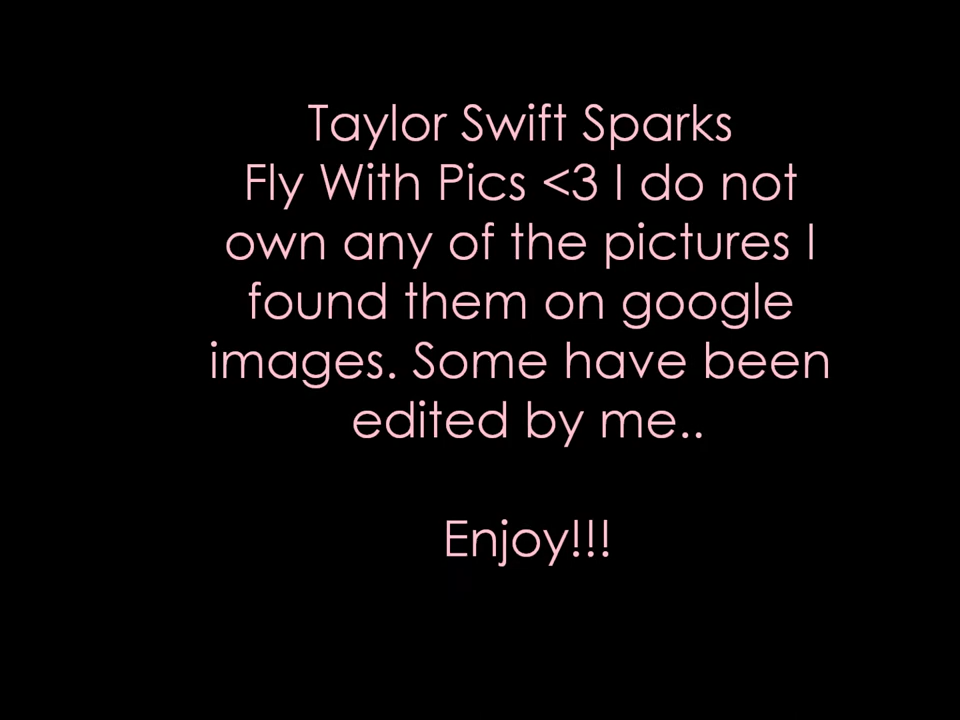 Taylor Swift Sparks
Fly With Pics <3 I do not
own any of the pictures I
found them on google
images. Some have been
edited by me..
Enjoy!!!